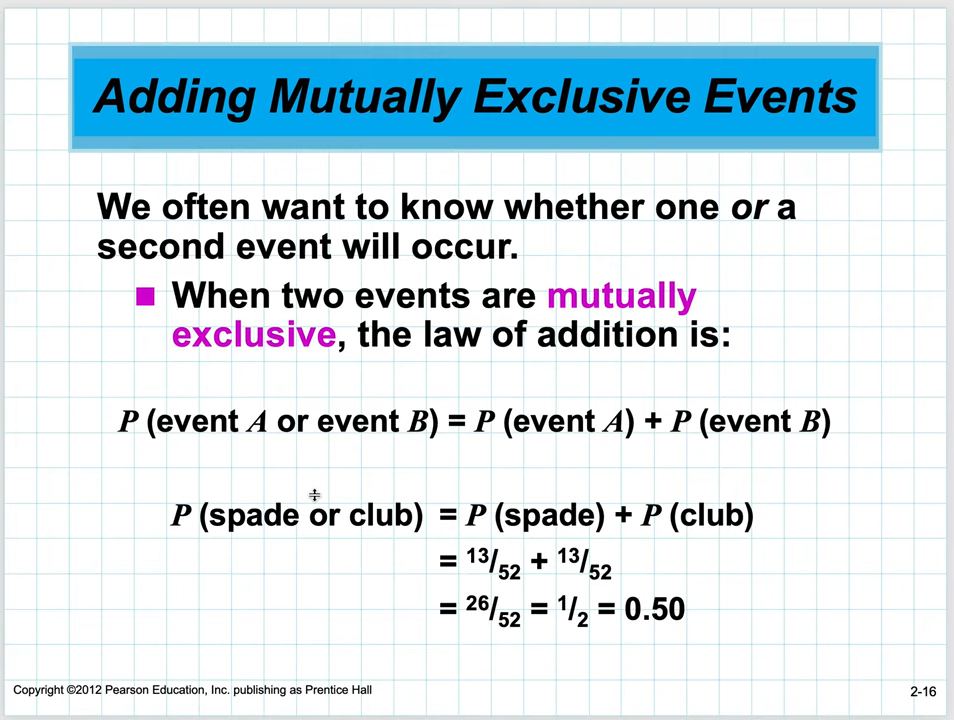 Adding Mutually Exclusive Events
We often want to know whether one or a
second event will occur.
■ When two events are mutually
exclusive, the law of addition is:
P (event A or event B) = P (event A) + P (event B)
P (spade or club) = P (spade) + P (club)
= 13/52 + 13/52
= 26/52 = 1/2 = 0.50
Copyright ©2012 Pearson Education, Inc. publishing as Prentice Hall
2-16